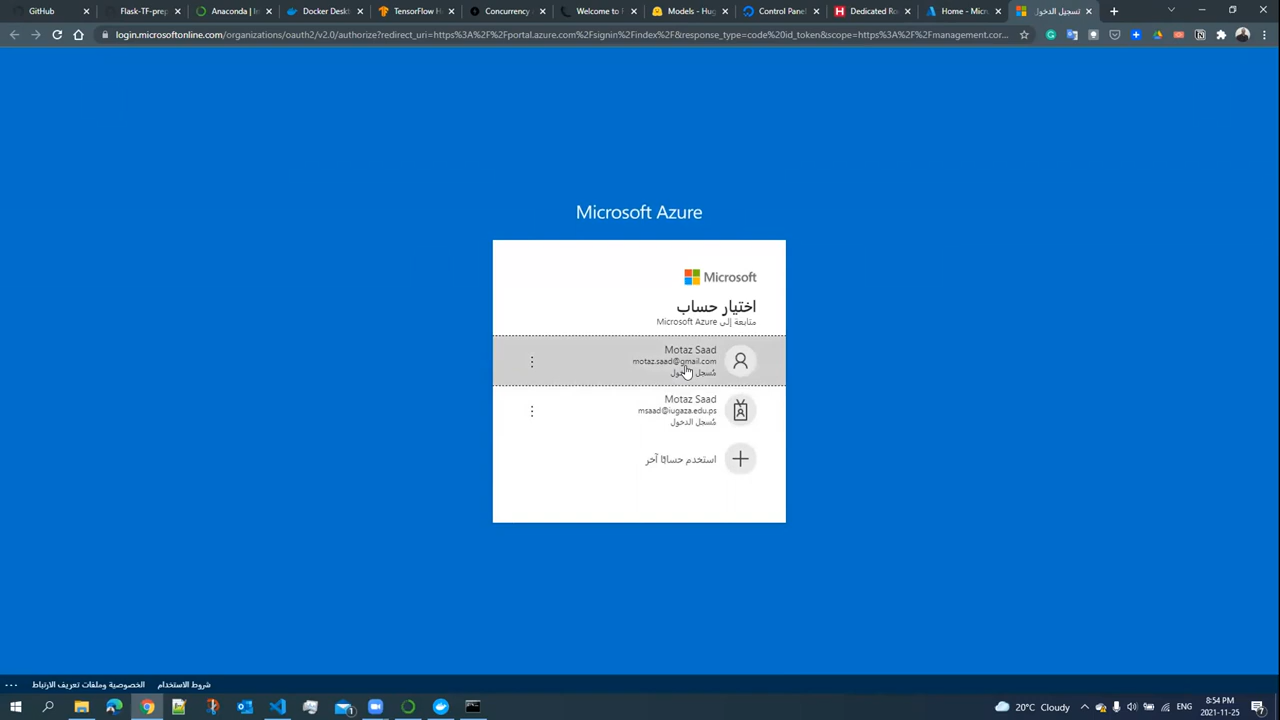 GitHub
Flask-TF-prep
Anaconda | In
Docker Deskt
TensorFlow H
Concurrency
Welcome to F
Models - Hug
Control Panel
Dedicated Ro
Home - Micro
تسجيل الدخول
login.microsoftonline.com/organizations/oauth2/v2.0/authorize?redirect_uri=https%3A%2F%2Fportal.azure.com%2Fsignin%2Findex%2F&response_type=code%20id_token&scope=https%3A%2F%2Fmanagement.cor...
Microsoft Azure
Microsoft
اختيار حساب
متابعة إلى Microsoft Azure
Motaz Saad
motaz.saad@gmail.com
مُسجل الدخول
Motaz Saad
msaad@iugaza.edu.ps
مُسجل الدخول
استخدم حسابًا آخر
شروط الاستخدام
الخصوصية وملفات تعريف الارتباط
...
20°C Cloudy
ENG
8:54 PM
2021-11-25